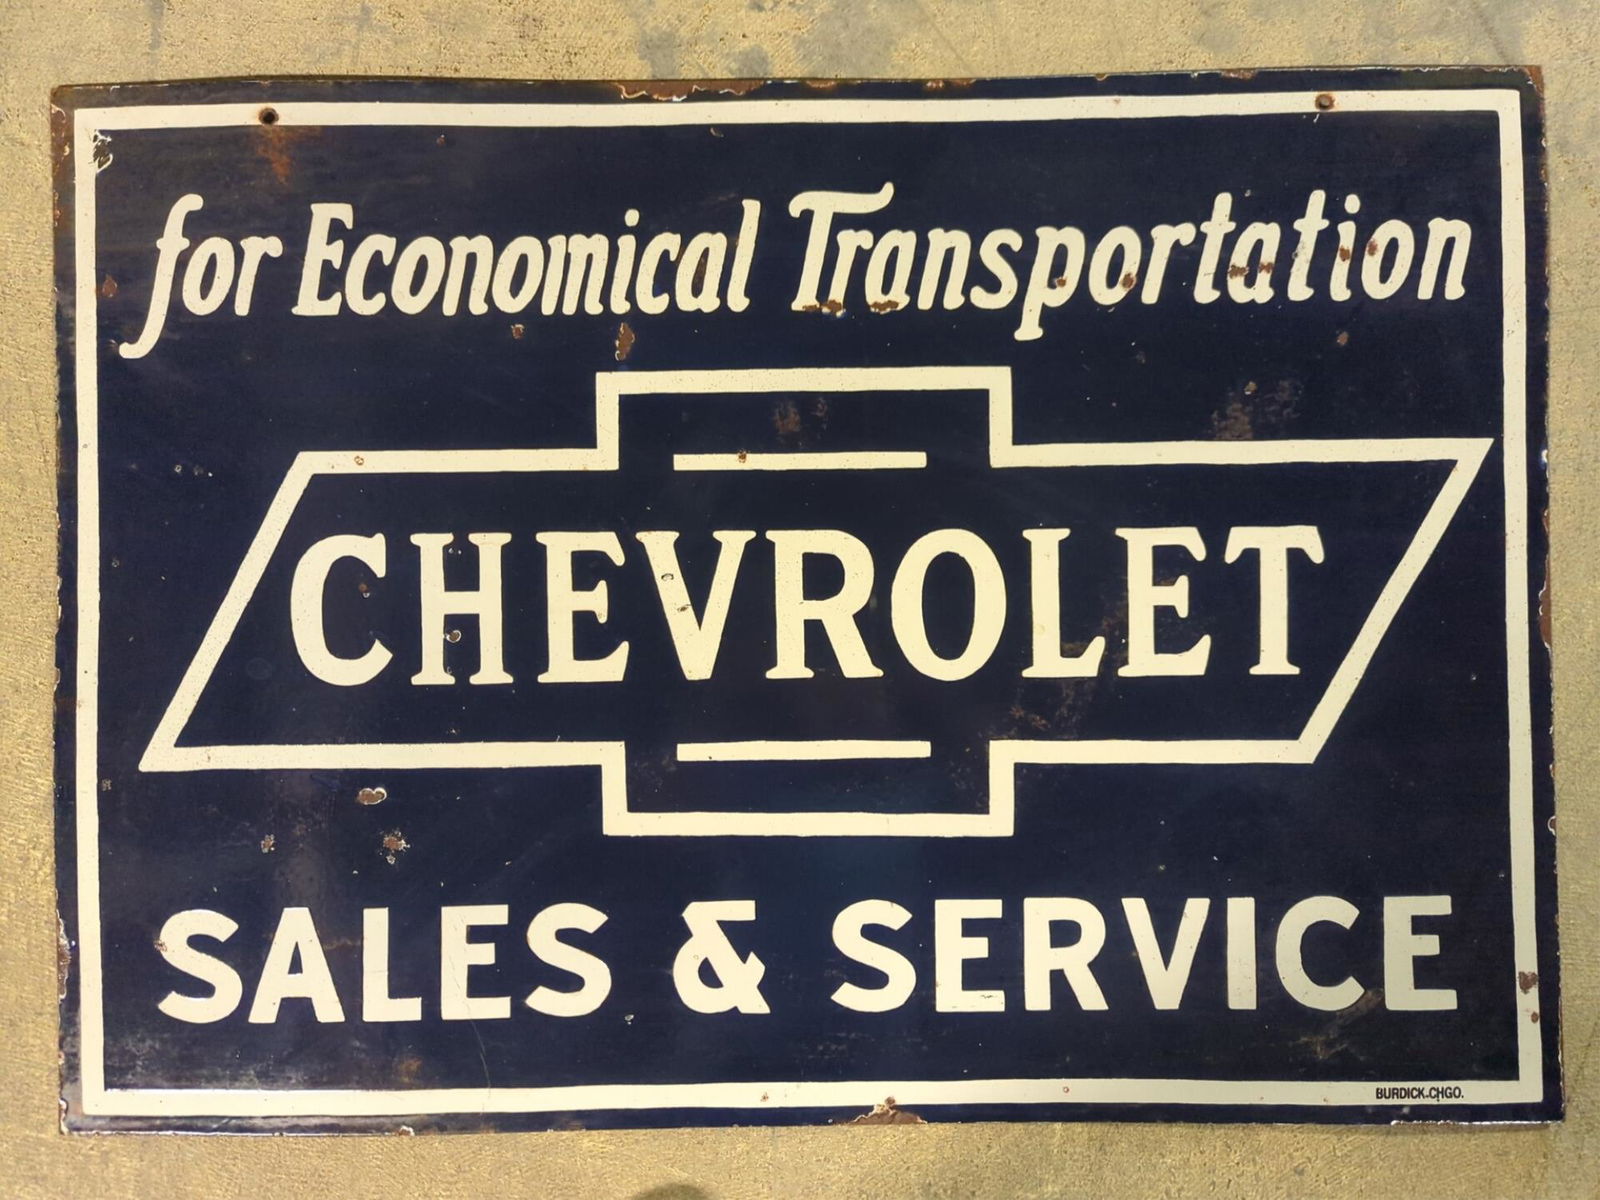 for Economical Transportation
CHEVROLET
SALES & SERVICE
BURDICK.CHGO.